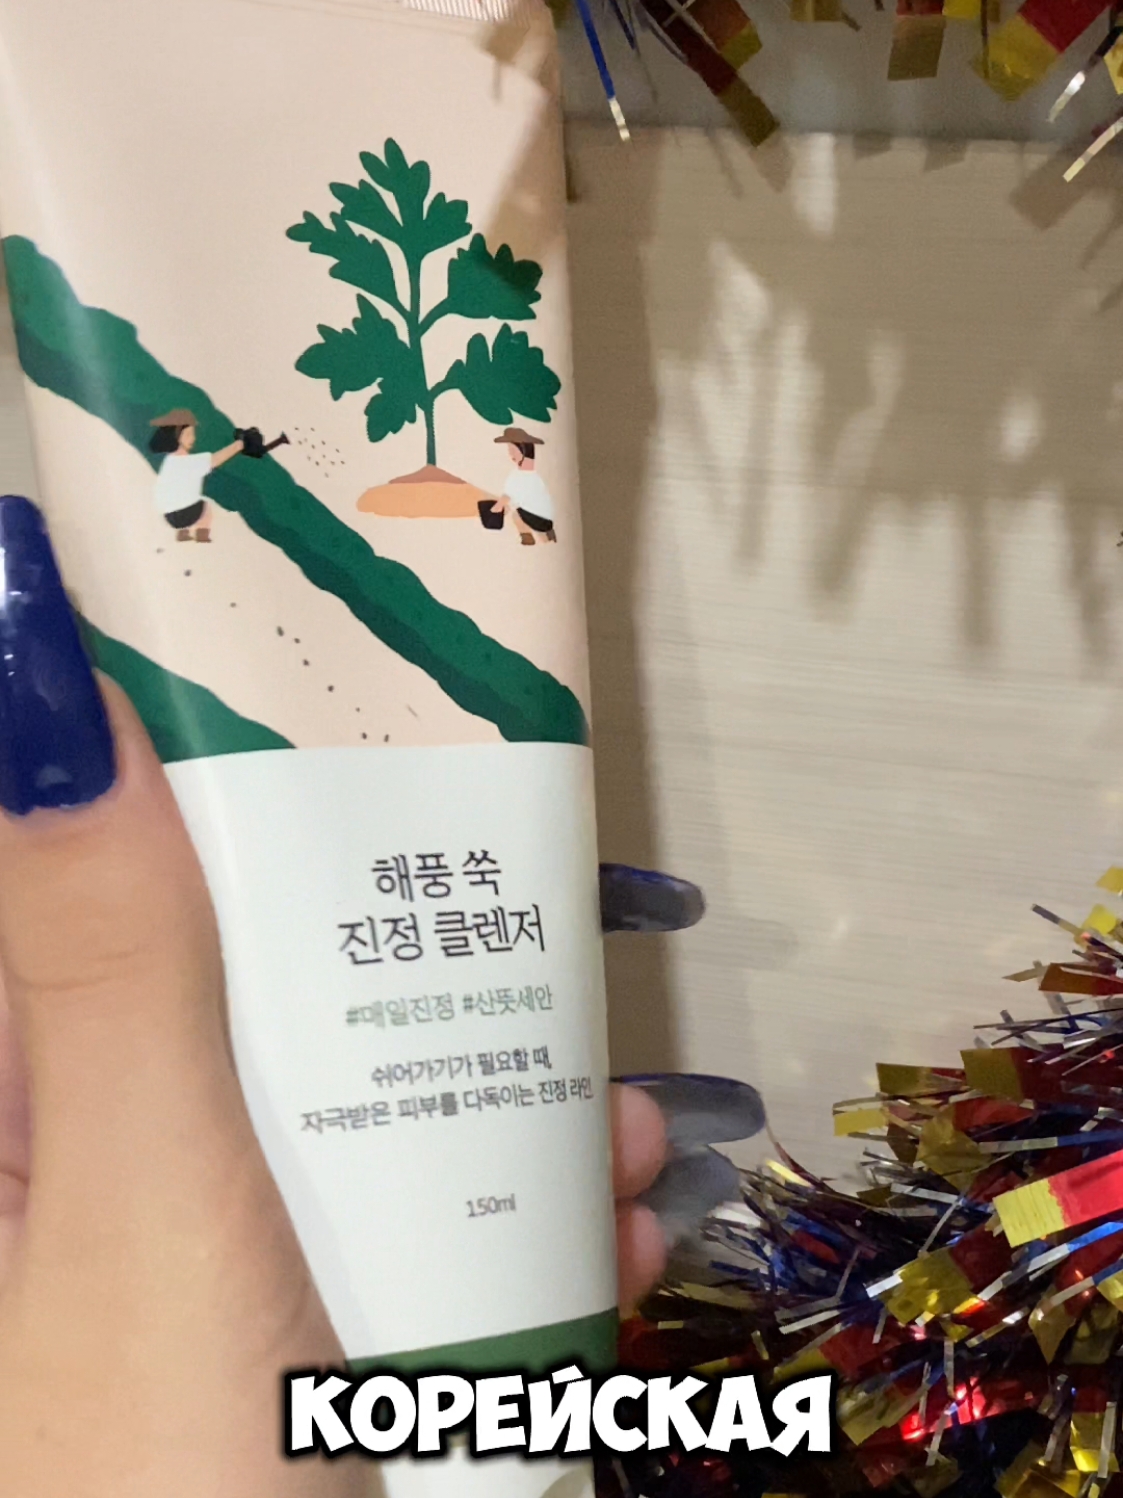 해풍 쑥
진정 클렌저
#매일진정 #산뜻세안
쉬어가기가 필요할 때,
자극받은 피부를 다독이는 진정 라인
150ml
КОРЕЙСКАЯ